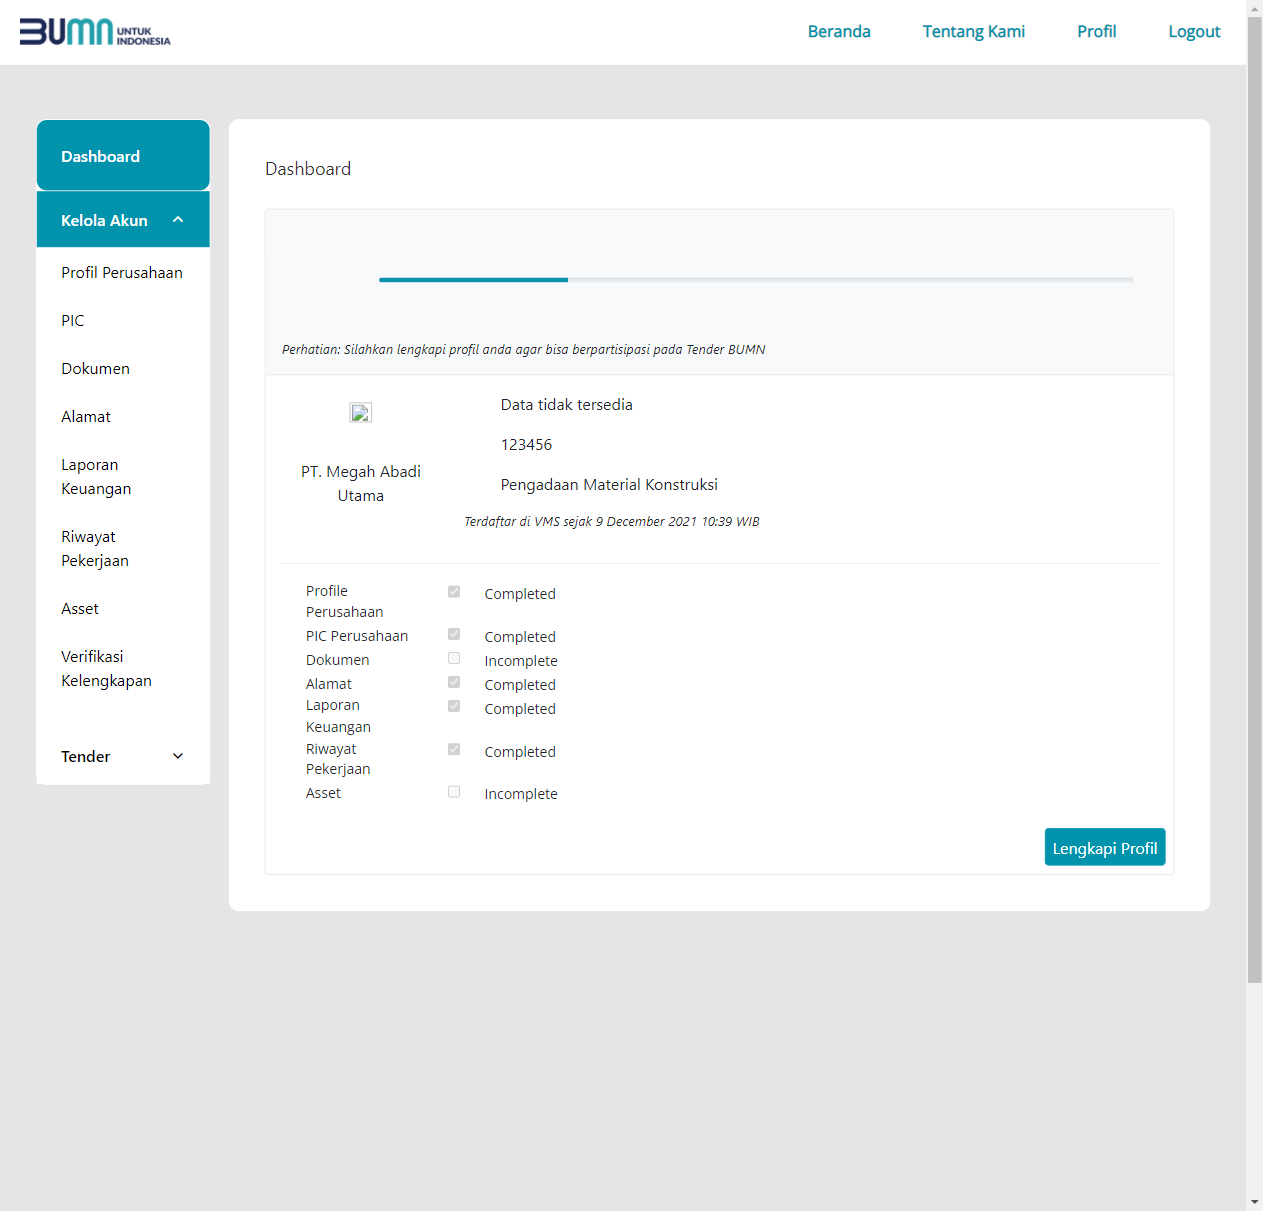 BUMN UNTUK INDONESIA
Beranda Tentang Kami Profil Logout
Dashboard
Kelola Akun
Profil Perusahaan
PIC
Dokumen
Alamat
Laporan
Keuangan
Riwayat
Pekerjaan
Asset
Verifikasi
Kelengkapan
Tender
Dashboard
Perhatian: Silahkan lengkapi profil anda agar bisa berpartisipasi pada Tender BUMN
PT. Megah Abadi
Utama
Data tidak tersedia
123456
Pengadaan Material Konstruksi
Terdaftar di VMS sejak 9 December 2021 10:39 WIB
Profile
Perusahaan Completed
PIC Perusahaan Completed
Dokumen Incomplete
Alamat Completed
Laporan
Keuangan Completed
Riwayat
Pekerjaan Completed
Asset Incomplete
Lengkapi Profil